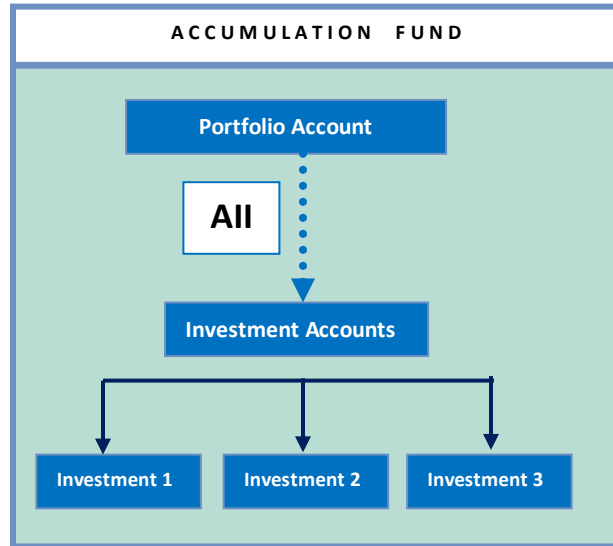 ACCUMULATION FUND
Portfolio Account
All
Investment Accounts
Investment 1
Investment 2
Investment 3